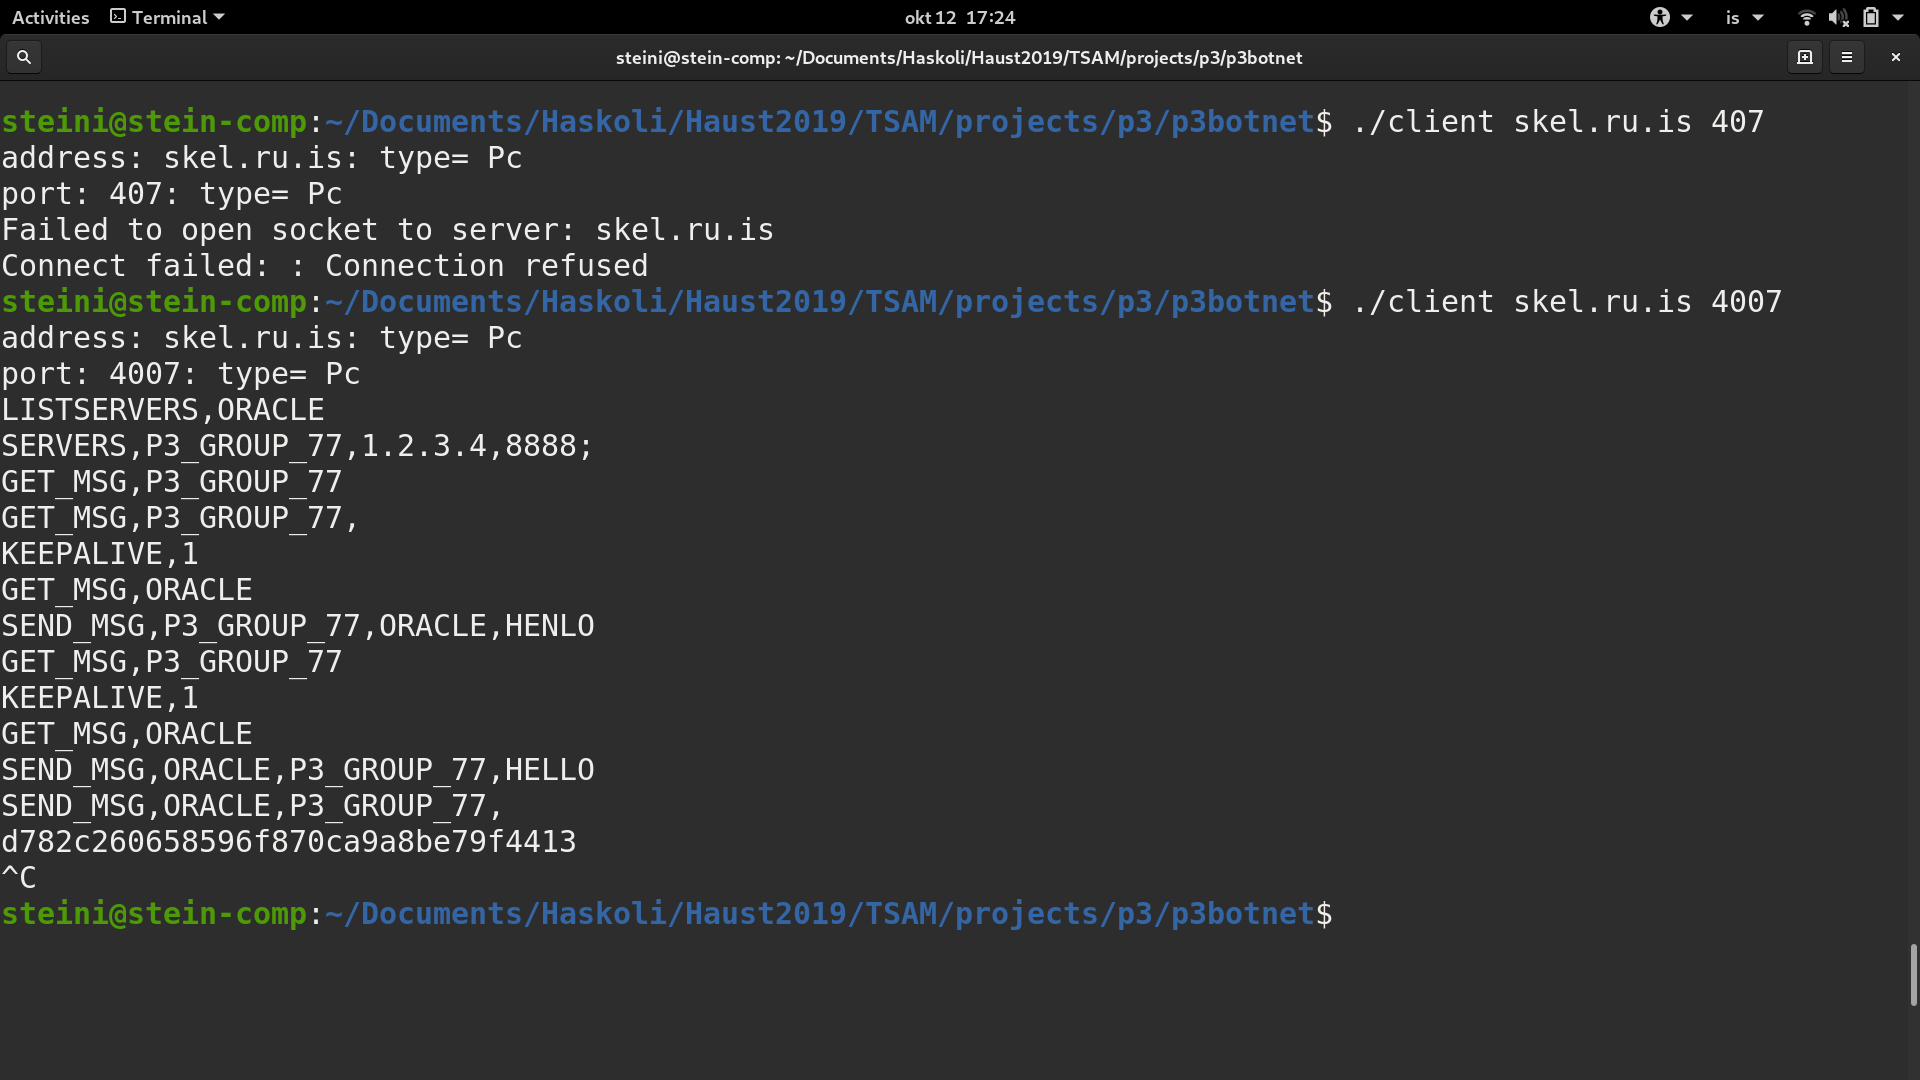 Activities Terminal okt 12 17:24 is
steini@stein-comp: ~/Documents/Haskoli/Haust2019/TSAM/projects/p3/p3botnet
steini@stein-comp:~/Documents/Haskoli/Haust2019/TSAM/projects/p3/p3botnet$ ./client skel.ru.is 407
address: skel.ru.is: type= Pc
port: 407: type= Pc
Failed to open socket to server: skel.ru.is
Connect failed: : Connection refused
steini@stein-comp:~/Documents/Haskoli/Haust2019/TSAM/projects/p3/p3botnet$ ./client skel.ru.is 4007
address: skel.ru.is: type= Pc
port: 4007: type= Pc
LISTSERVERS,ORACLE
SERVERS,P3_GROUP_77,1.2.3.4,8888;
GET_MSG,P3_GROUP_77
GET_MSG,P3_GROUP_77,
KEEPALIVE,1
GET_MSG,ORACLE
SEND_MSG,P3_GROUP_77,ORACLE,HENLO
GET_MSG,P3_GROUP_77
KEEPALIVE,1
GET_MSG,ORACLE
SEND_MSG,ORACLE,P3_GROUP_77,HELLO
SEND_MSG,ORACLE,P3_GROUP_77,
d782c260658596f870ca9a8be79f4413
^C
steini@stein-comp:~/Documents/Haskoli/Haust2019/TSAM/projects/p3/p3botnet$